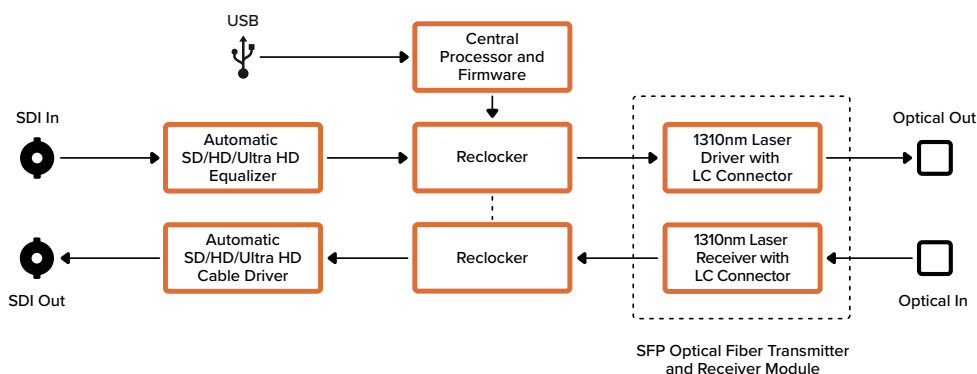 USB
Central
Processor and
Firmware
SDI In
Automatic
SD/HD/Ultra HD
Equalizer
Reclocker
1310nm Laser
Driver with
LC Connector
Optical Out
Automatic
SD/HD/Ultra HD
Cable Driver
Reclocker
1310nm Laser
Receiver with
LC Connector
SDI Out
Optical In
SFP Optical Fiber Transmitter
and Receiver Module